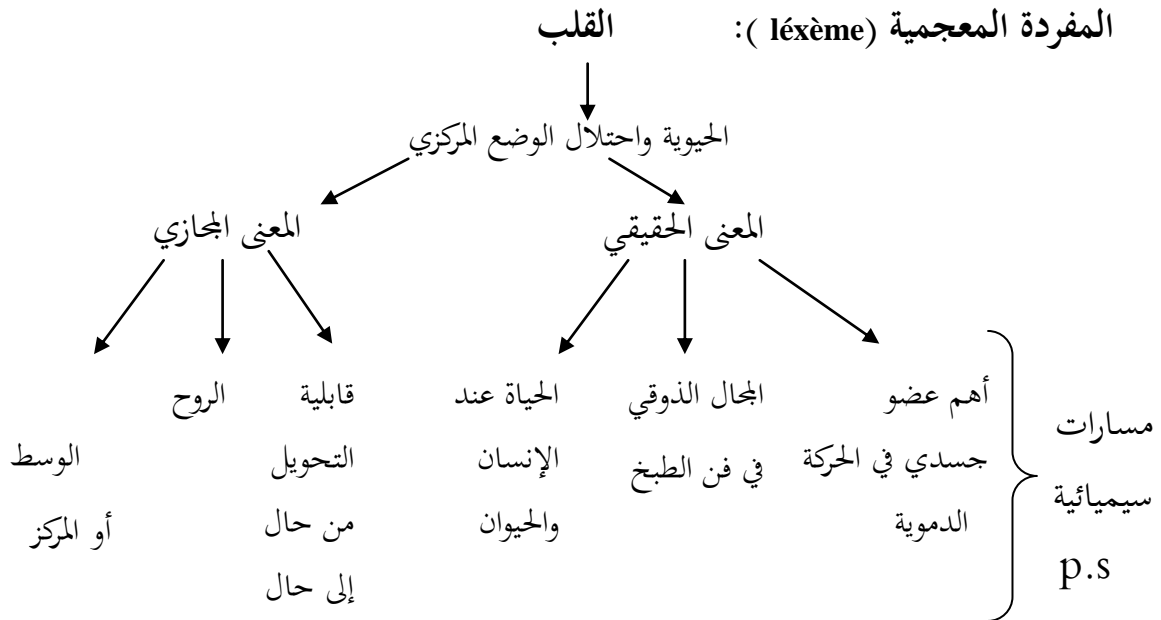 المفردة المعجمية (léxème ): القلب
الحيوية واحتلال الوضع المركزي
المعنى الحقيقي
المعنى المجازي
أهم عضو
جسدي في الحركة
الدموية
المجال الذوقي
في فن الطبخ
الحياة عند
الإنسان
والحيوان
قابلية
التحويل
من حال
إلى حال
الروح
الوسط
أو المركز
مسارات
سيميائية
p.s